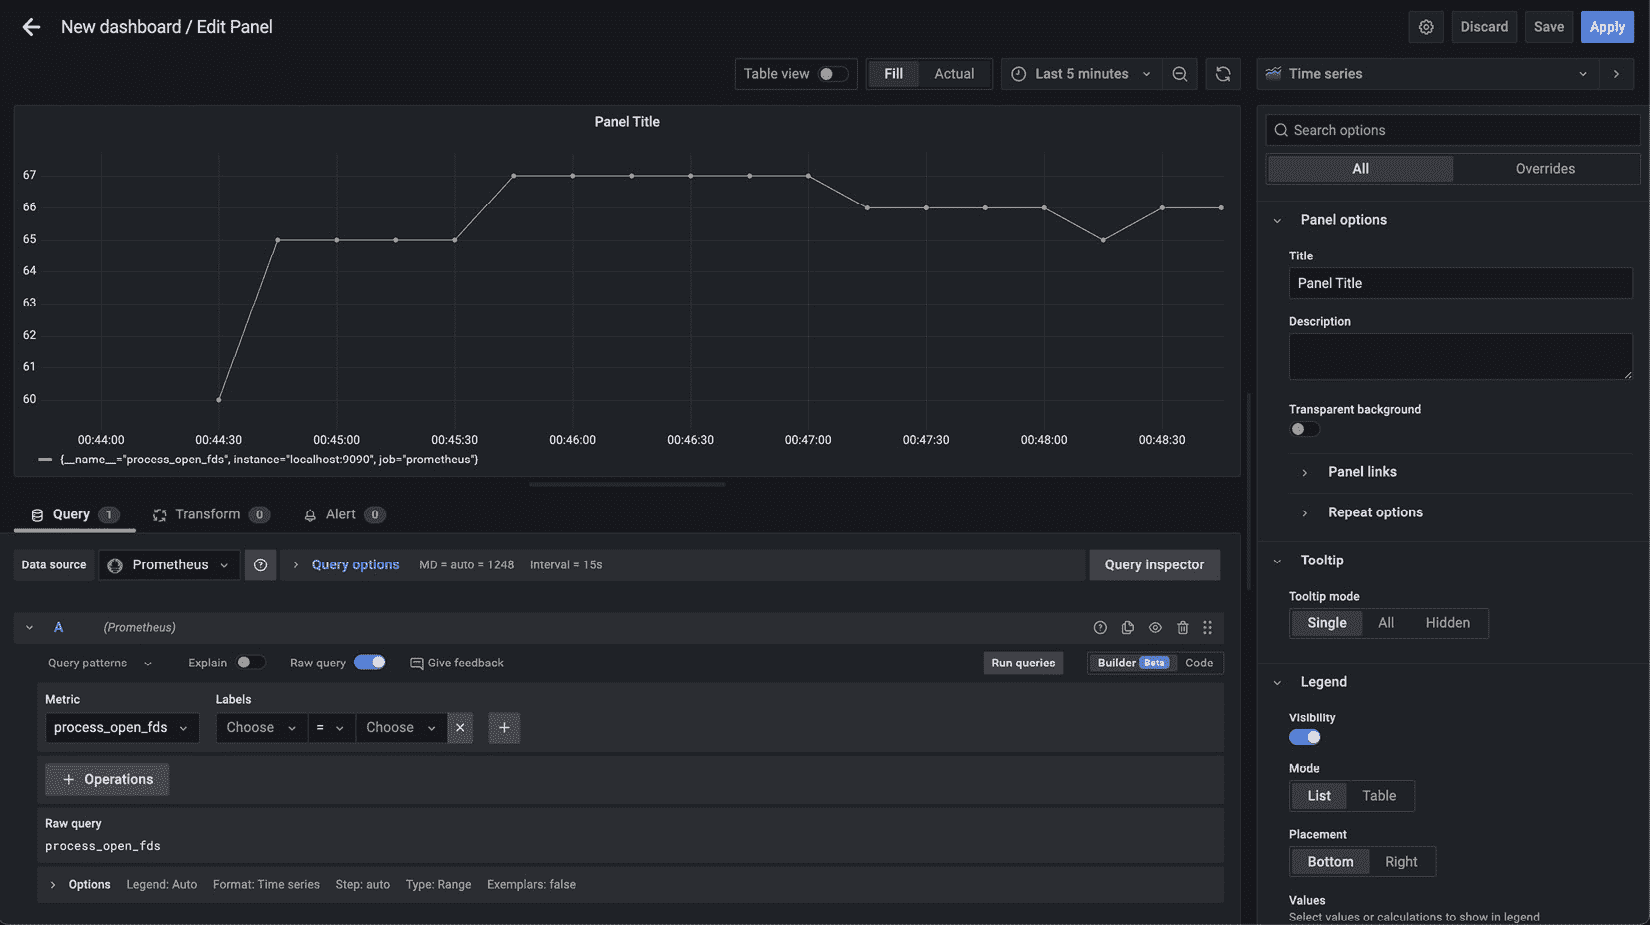 New dashboard / Edit Panel
Discard
Save
Apply
Table view
Fill
Actual
Last 5 minutes
Time series
Panel Title
67
66
65
64
63
62
61
60
00:44:00
00:44:30
00:45:00
00:45:30
00:46:00
00:46:30
00:47:00
00:47:30
00:48:00
00:48:30
{__name__="process_open_fds", instance="localhost:9090", job="prometheus"}
Query 1
Transform 0
Alert 0
Data source
Prometheus
Query options
MD = auto = 1248
Interval = 15s
Query inspector
A
(Prometheus)
Query patterns
Explain
Raw query
Give feedback
Run queries
Builder Beta
Code
Metric
Labels
process_open_fds
Choose
=
Choose
+ Operations
Raw query
process_open_fds
Options
Legend: Auto
Format: Time series
Step: auto
Type: Range
Exemplars: false
Search options
All
Overrides
Panel options
Title
Panel Title
Description
Transparent background
Panel links
Repeat options
Tooltip
Tooltip mode
Single
All
Hidden
Legend
Visibility
Mode
List
Table
Placement
Bottom
Right
Values
Select values or calculations to show in legend